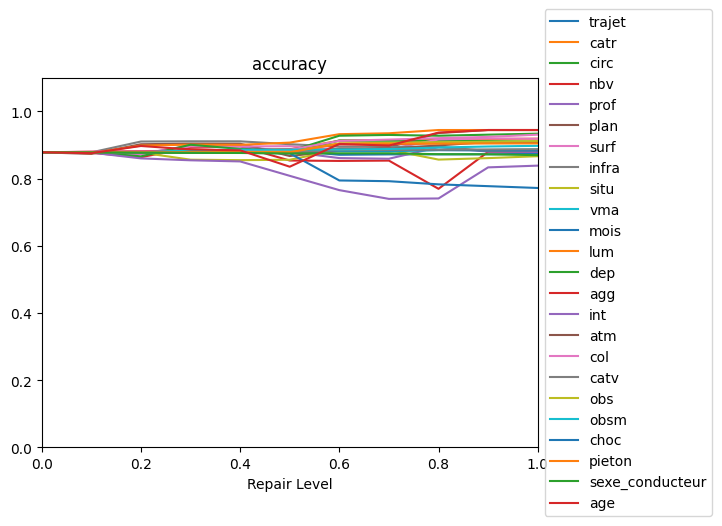 accuracy
1.0
0.8
0.6
0.4
0.2
0.0
0.0 0.2 0.4 0.6 0.8 1.0
Repair Level
trajet
catr
circ
nbv
prof
plan
surf
infra
situ
vma
mois
lum
dep
agg
int
atm
col
catv
obs
obsm
choc
pieton
sexe_conducteur
age